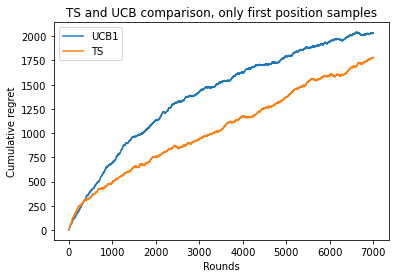 TS and UCB comparison, only first position samples
UCB1
TS
Cumulative regret
2000
1750
1500
1250
1000
750
500
250
0
0 1000 2000 3000 4000 5000 6000 7000
Rounds